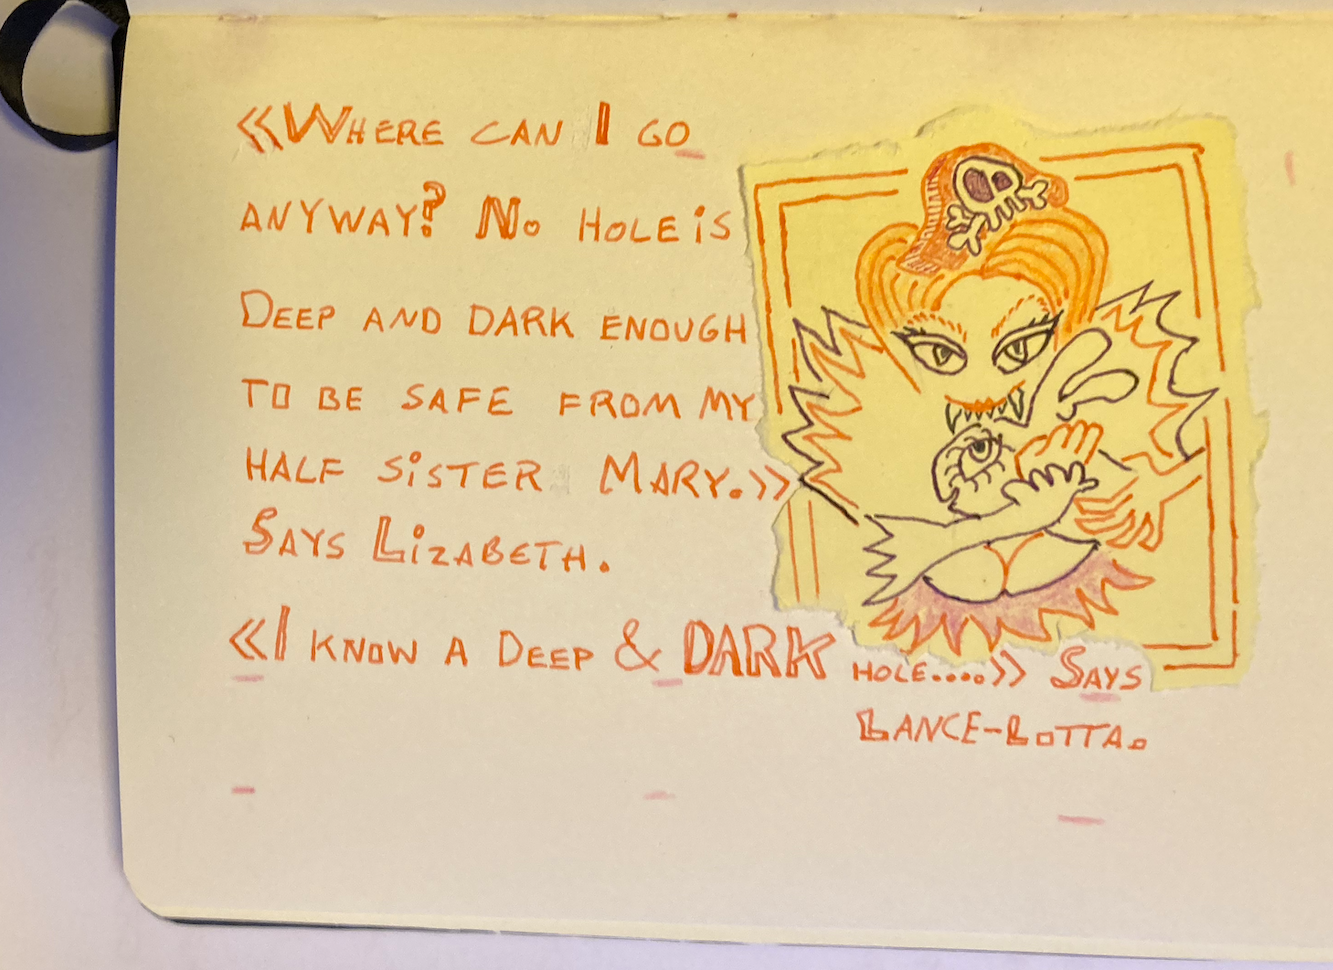 «WHERE CAN I GO
ANYWAY? NO HOLE iS
DEEP AND DARK ENOUGH
TO BE SAFE FROM MY
HALF SiSTER MARY.»
SAYS LiZABETH.
«I KNOW A DEEP & DARK HOLE....» SAYS
LANCE-LOTTA.